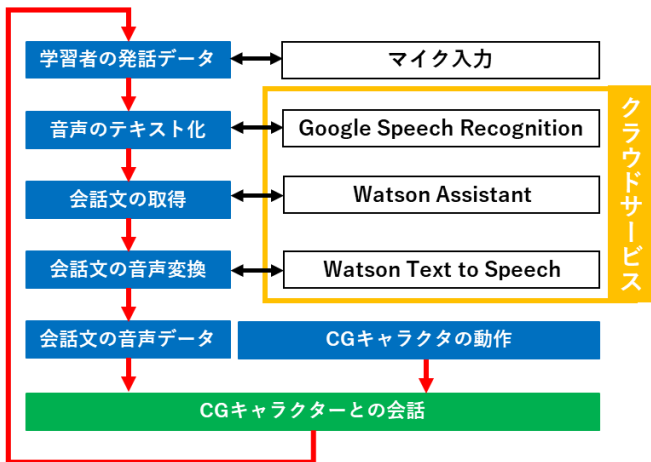 学習者の発話データ
マイク入力
音声のテキスト化
Google Speech Recognition
会話文の取得
Watson Assistant
会話文の音声変換
Watson Text to Speech
クラウドサービス
会話文の音声データ
CGキャラクタの動作
CGキャラクターとの会話